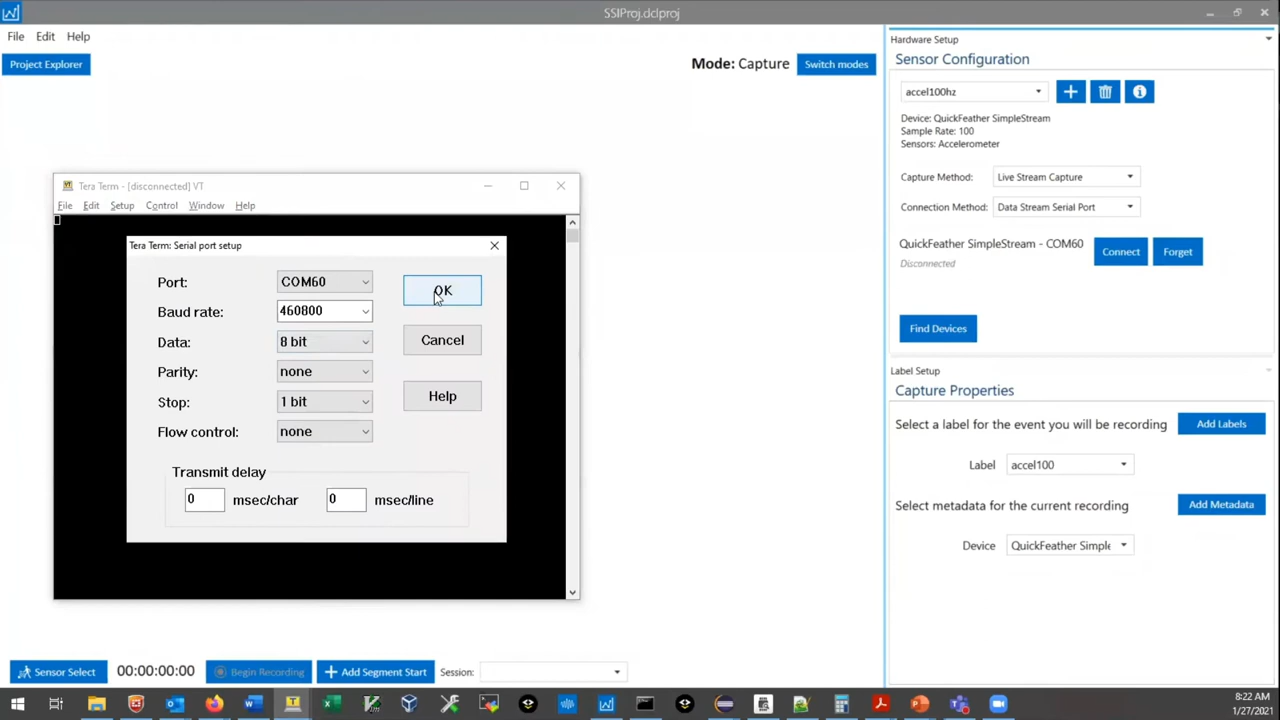 SSIProj.dclproj
File Edit Help
Project Explorer
Mode: Capture Switch modes
Tera Term - [disconnected] VT
File Edit Setup Control Window Help
Tera Term: Serial port setup
Port: COM60
OK
Baud rate: 460800
Data: 8 bit
Cancel
Parity: none
Stop: 1 bit
Help
Flow control: none
Transmit delay
0 msec/char 0 msec/line
Hardware Setup
Sensor Configuration
accel100hz
Device: QuickFeather SimpleStream
Sample Rate: 100
Sensors: Accelerometer
Capture Method: Live Stream Capture
Connection Method: Data Stream Serial Port
QuickFeather SimpleStream - COM60
Disconnected
Connect Forget
Find Devices
Label Setup
Capture Properties
Select a label for the event you will be recording Add Labels
Label accel100
Select metadata for the current recording Add Metadata
Device QuickFeather Simple
Sensor Select 00:00:00:00 Begin Recording Add Segment Start Session:
8:22 AM
1/27/2021